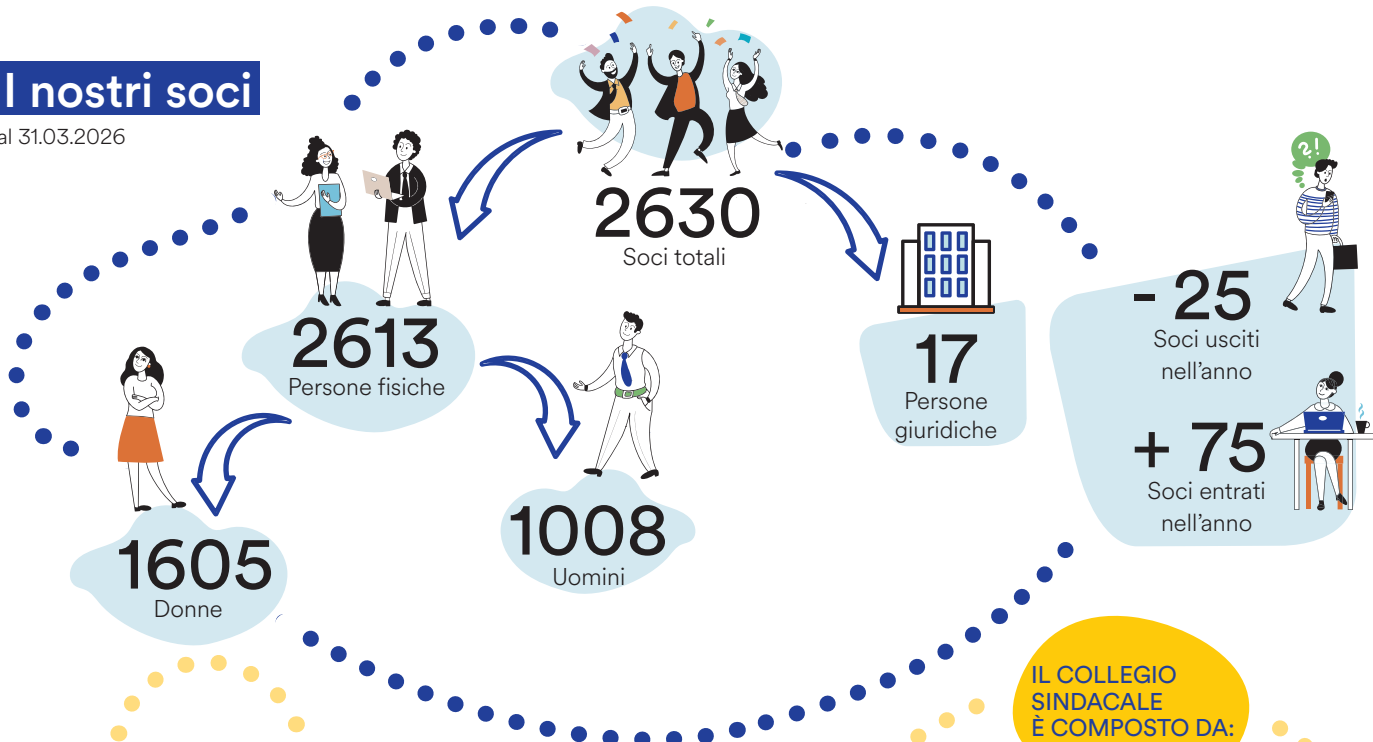 I nostri soci
al 31.03.2026
2630
Soci totali
2613
Persone fisiche
17
Persone
giuridiche
2!
- 25
Soci usciti
nell'anno
+ 75
Soci entrati
nell'anno
1605
Donne
1008
Uomini
IL COLLEGIO
SINDACALE
È COMPOSTO DA: